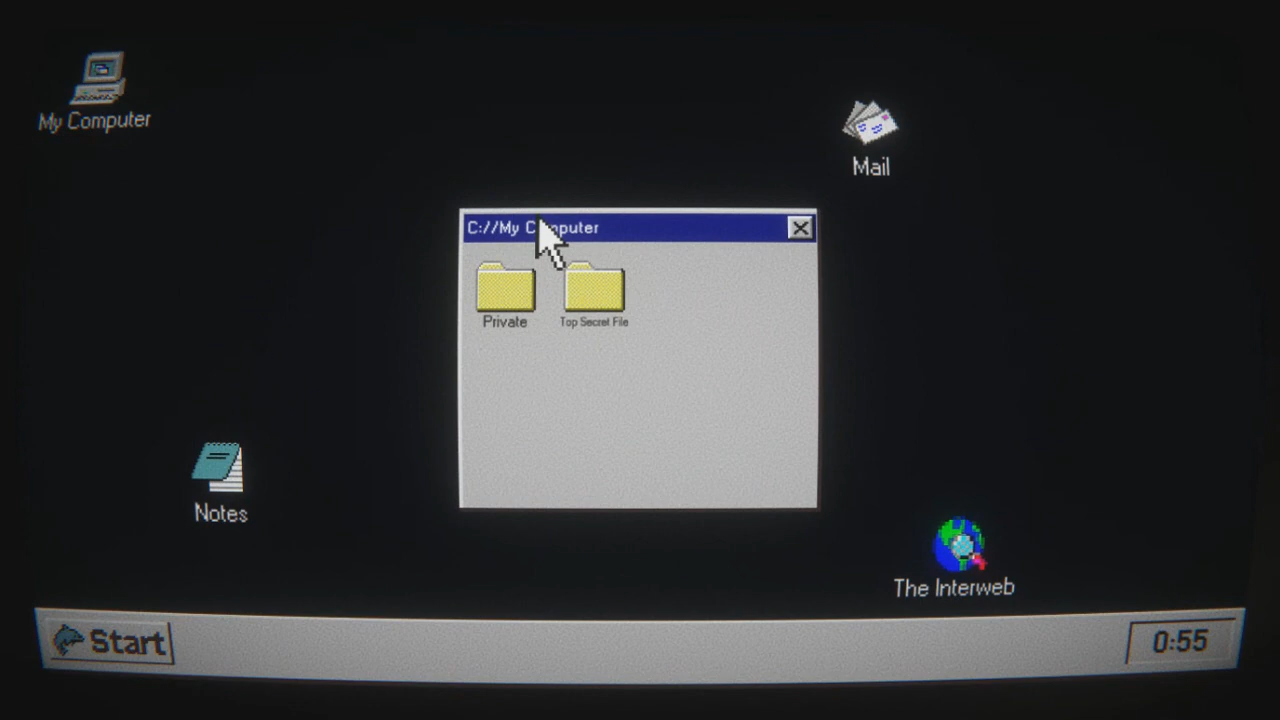 My Computer
Mail
C://My Computer
Private
Top Secret File
Notes
The Interweb
Start
0:55